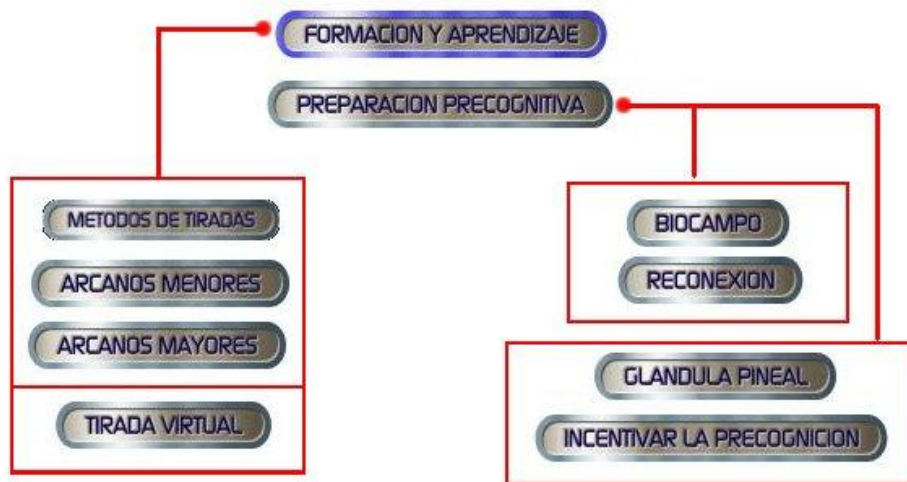 FORMACION Y APRENDIZAJE
PREPARACION PRECOGNITIVA
METODOS DE TIRADAS
ARCANOS MENORES
ARCANOS MAYORES
TIRADA VIRTUAL
BIOCAMPO
RECONEXION
GLANDULA PINEAL
INCENTIVAR LA PRECOGNICION